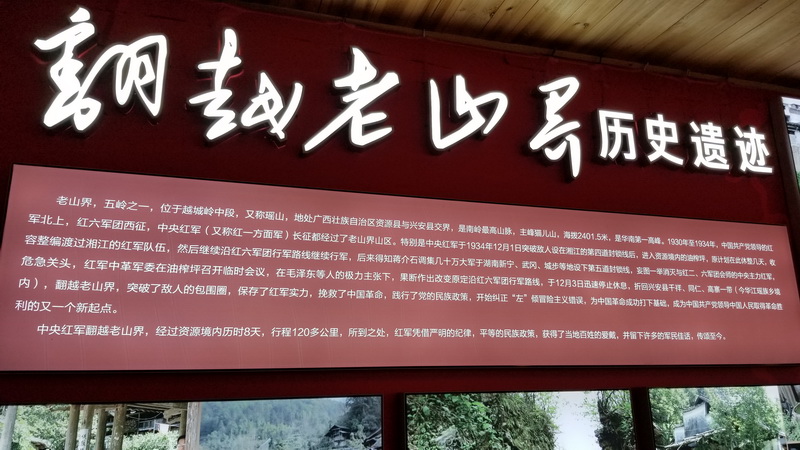 翻越老山界历史遗迹
老山界，五岭之一，位于越城岭中段，又称瑶山，地处广西壮族自治区资源县与兴安县交界，是南岭最高山脉，主峰猫儿山，海拨2401.5米，是华南第一高峰。1930年至1934年，中国共产党领导的红
军北上，红六军团西征，中央红军（又称红一方面军）长征都经过了老山界山区。特别是中央红军于1934年12月1日突破敌人设在湘江的第四道封锁线后，进入资源境内的油榨坪，原计划在此休整几天，收
容整编渡过湘江的红军队伍，然后继续沿红六军团行军路线继续行军，后来得知蒋介石调集几十万大军于湖南新宁、武冈、城步等地设下第五道封锁线，妄图一举消灭与红二、六军团会师的中央主力红军，
危急关头，红军中革军委在油榨坪召开临时会议，在毛泽东等人的极力主张下，果断作出改变原定沿红六军团行军路线，于12月3日迅速停止休息，折回兴安县千祥、同仁、高寨一带（今华江瑶族乡境
内），翻越老山界，突破了敌人的包围圈，保存了红军实力，挽救了中国革命，践行了党的民族政策，开始纠正“左”倾冒险主义错误，为中国革命成功打下基础，成为中国共产党领导中国人民取得革命胜
利的又一个新起点。
中央红军翻越老山界，经过资源境内历时8天，行程120多公里，所到之处，红军凭借严明的纪律，平等的民族政策，获得了当地百姓的爱戴，并留下许多的军民佳话，传颂至今。